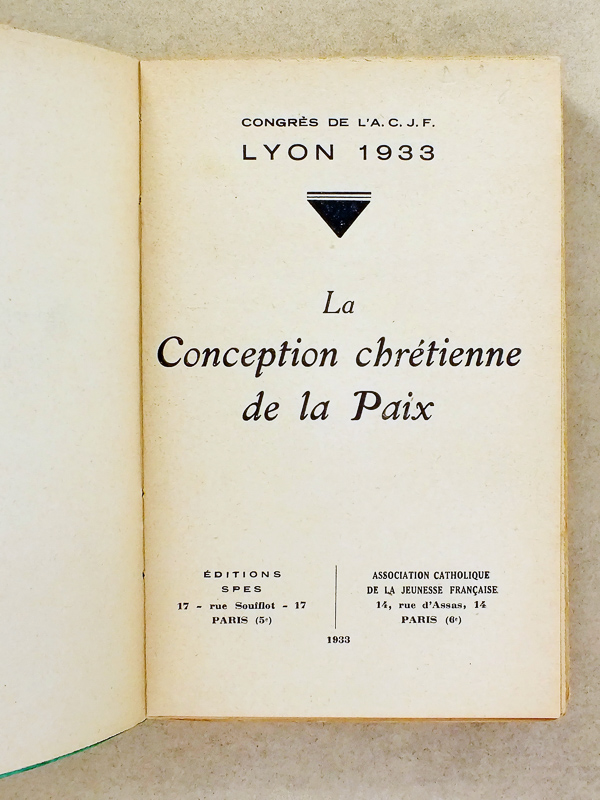 CONGRÈS DE L'A. C. J. F.
LYON 1933
La
Conception chrétienne
de la Paix
ÉDITIONS
SPES
17 - rue Soufflot - 17
PARIS (5e)
ASSOCIATION CATHOLIQUE
DE LA JEUNESSE FRANÇAISE
14, rue d'Assas, 14
PARIS (6e)
1933